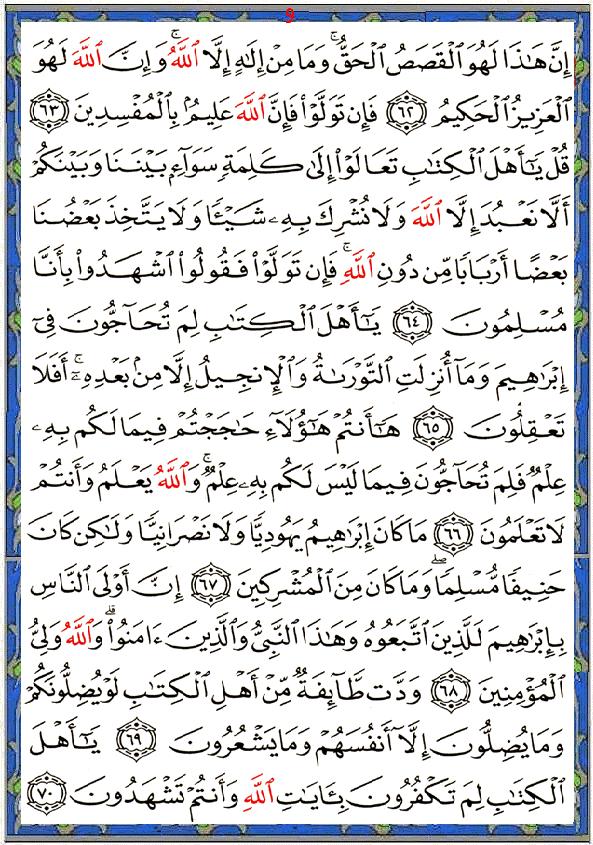 و
إِنَّ هَٰذَا لَهُوَ ٱلْقَصَصُ ٱلْحَقُّ ۚ وَمَا مِنْ إِلَٰهٍ إِلَّا ٱللَّهُ ۚ وَإِنَّ ٱللَّهَ لَهُوَ
ٱلْعَزِيزُ ٱلْحَكِيمُ ٦٢ فَإِن تَوَلَّوْا۟ فَإِنَّ ٱللَّهَ عَلِيمٌۢ بِٱلْمُفْسِدِينَ ٦٣
قُلْ يَٰٓأَهْلَ ٱلْكِتَٰبِ تَعَالَوْا۟ إِلَىٰ كَلِمَةٍ سَوَآءٍۭ بَيْنَنَا وَبَيْنَكُمْ
أَلَّا نَعْبُدَ إِلَّا ٱللَّهَ وَلَا نُشْرِكَ بِهِۦ شَيْـًٔا وَلَا يَتَّخِذَ بَعْضُنَا
بَعْضًا أَرْبَابًا مِّن دُونِ ٱللَّهِ ۚ فَإِن تَوَلَّوْا۟ فَقُولُوا۟ ٱشْهَدُوا۟ بِأَنَّا
مُسْلِمُونَ ٦٤ يَٰٓأَهْلَ ٱلْكِتَٰبِ لِمَ تُحَآجُّونَ فِىٓ
إِبْرَٰهِيمَ وَمَآ أُنزِلَتِ ٱلتَّوْرَىٰةُ وَٱلْإِنجِيلُ إِلَّا مِنۢ بَعْدِهِۦٓ ۚ أَفَلَا
تَعْقِلُونَ ٦٥ هَٰٓأَنتُمْ هَٰٓؤُلَآءِ حَٰجَجْتُمْ فِيمَا لَكُم بِهِۦ
عِلْمٌ فَلِمَ تُحَآجُّونَ فِيمَا لَيْسَ لَكُم بِهِۦ عِلْمٌ ۚ وَٱللَّهُ يَعْلَمُ وَأَنتُمْ
لَا تَعْلَمُونَ ٦٦ مَا كَانَ إِبْرَٰهِيمُ يَهُودِيًّا وَلَا نَصْرَانِيًّا وَلَٰكِن كَانَ
حَنِيفًا مُّسْلِمًا ۖ وَمَا كَانَ مِنَ ٱلْمُشْرِكِينَ ٦٧ إِنَّ أَوْلَى ٱلنَّاسِ
بِإِبْرَٰهِيمَ لَلَّذِينَ ٱتَّبَعُوهُ وَهَٰذَا ٱلنَّبِىُّ وَٱلَّذِينَ ءَامَنُوا۟ ۗ وَٱللَّهُ وَلِىُّ
ٱلْمُؤْمِنِينَ ٦٨ وَدَّت طَّآئِفَةٌ مِّنْ أَهْلِ ٱلْكِتَٰبِ لَوْ يُضِلُّونَكُمْ
وَمَا يُضِلُّونَ إِلَّآ أَنفُسَهُمْ وَمَا يَشْعُرُونَ ٦٩ يَٰٓأَهْلَ
ٱلْكِتَٰبِ لِمَ تَكْفُرُونَ بِـَٔايَٰتِ ٱللَّهِ وَأَنتُمْ تَشْهَدُونَ ٧٠